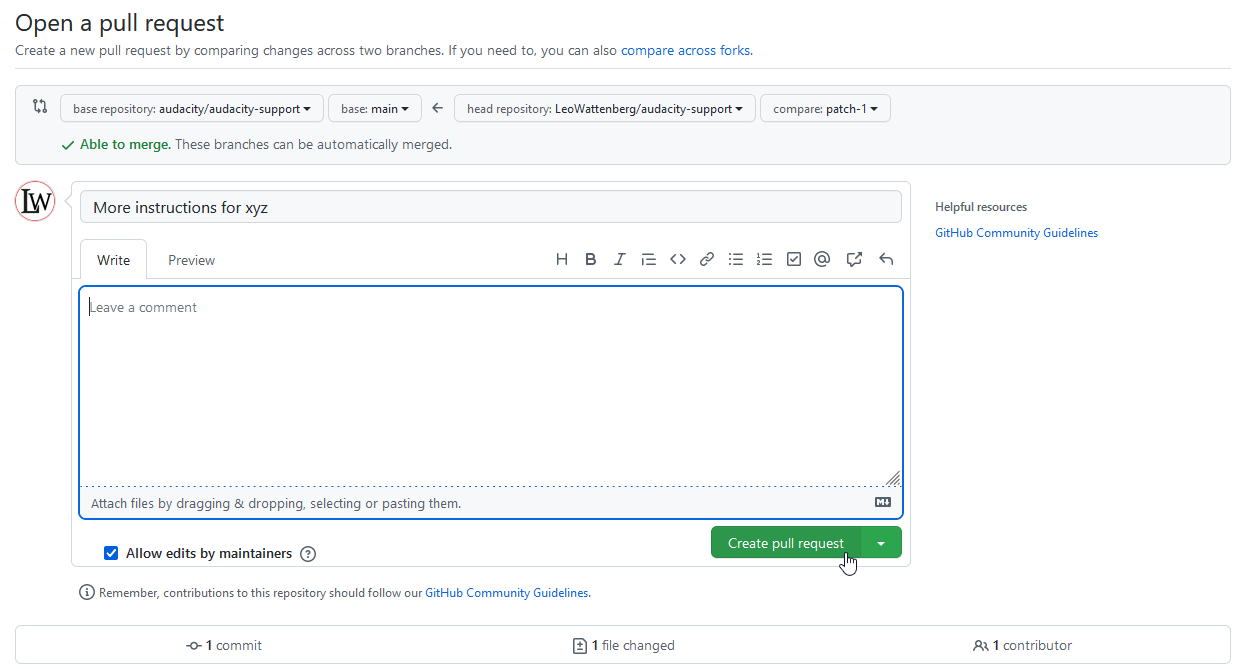 Open a pull request
Create a new pull request by comparing changes across two branches. If you need to, you can also compare across forks.
base repository: audacity/audacity-support base: main head repository: LeoWattenberg/audacity-support compare: patch-1
Able to merge. These branches can be automatically merged.
LW
More instructions for xyz
Helpful resources
GitHub Community Guidelines
Write Preview
Leave a comment
Attach files by dragging & dropping, selecting or pasting them.
Allow edits by maintainers
Create pull request
Remember, contributions to this repository should follow our GitHub Community Guidelines.
1 commit 1 file changed 1 contributor